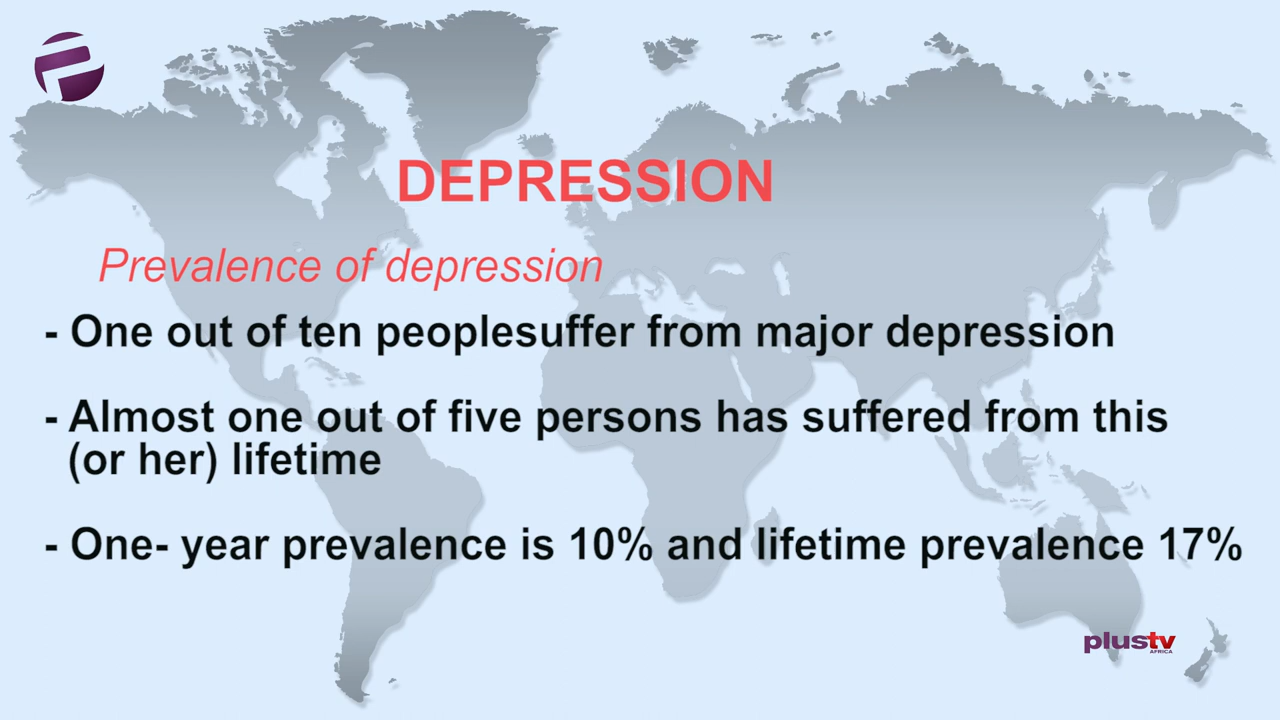 DEPRESSION
Prevalence of depression
- One out of ten peoplesuffer from major depression
- Almost one out of five persons has suffered from this
(or her) lifetime
- One- year prevalence is 10% and lifetime prevalence 17%
plustv
AFRICA